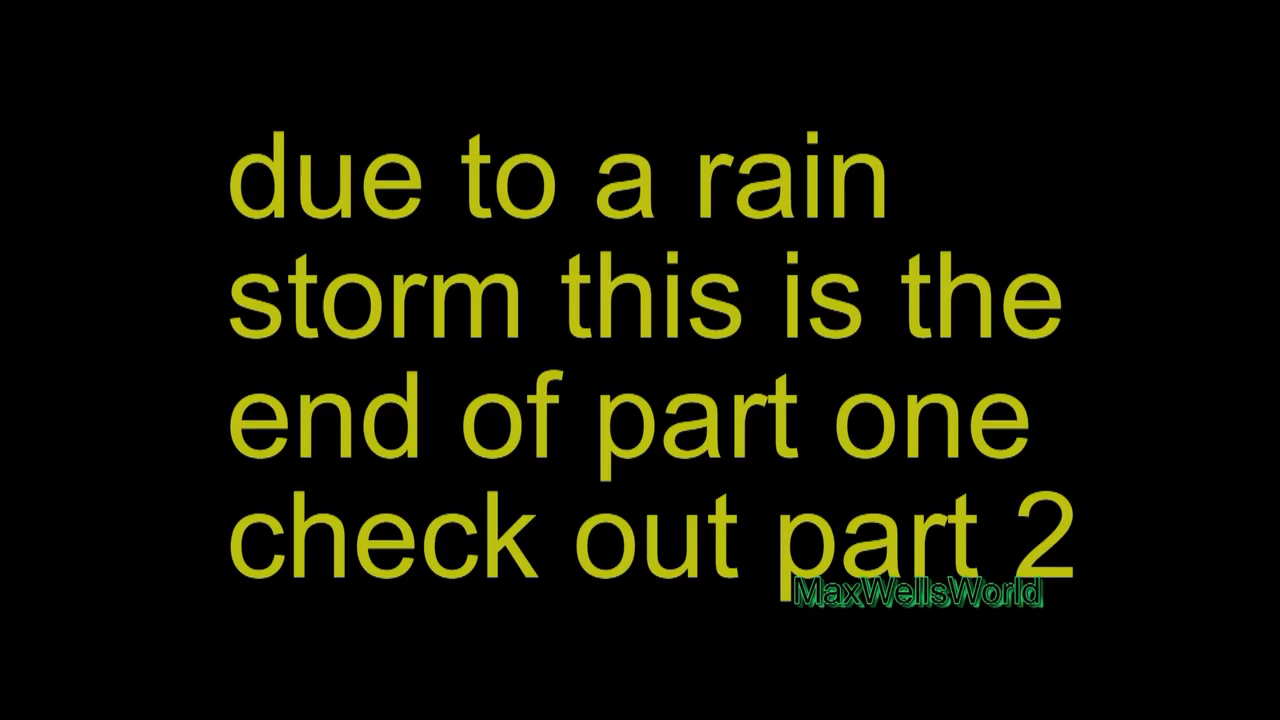 due to a rain
storm this is the
end of part one
check out part 2
MaxWellsWorld